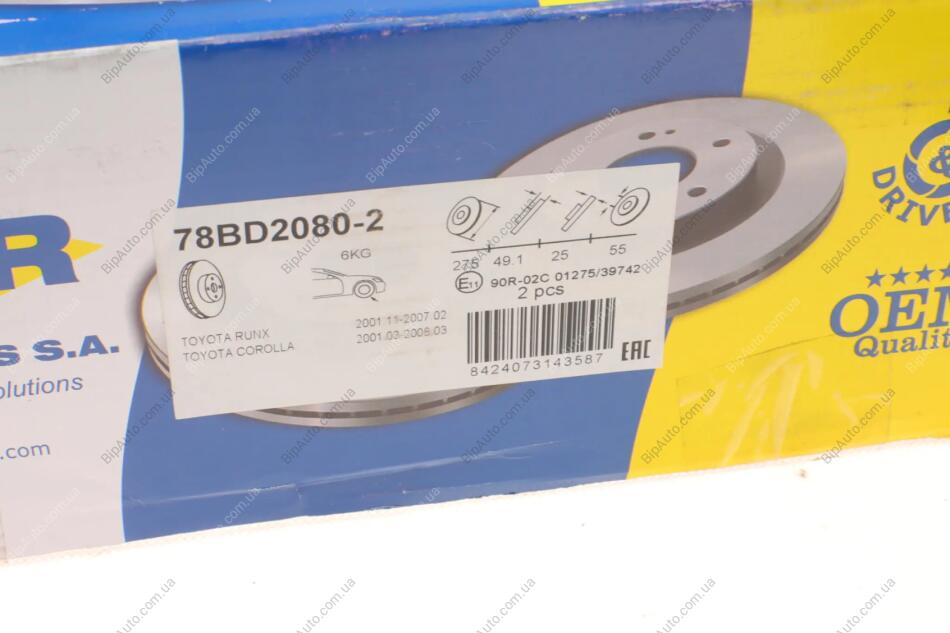 78BD2080-2
6KG
275 49.1 25 55
E11 90R-02C 01275/39742
2 pcs
TOYOTA RUNX 2001.11-2007.02
TOYOTA COROLLA 2001.03-2008.03
8424073143587
EAC
R
S S.A.
olutions
.com
&
DRIV
OEM
Quality
BipAuto.com.ua